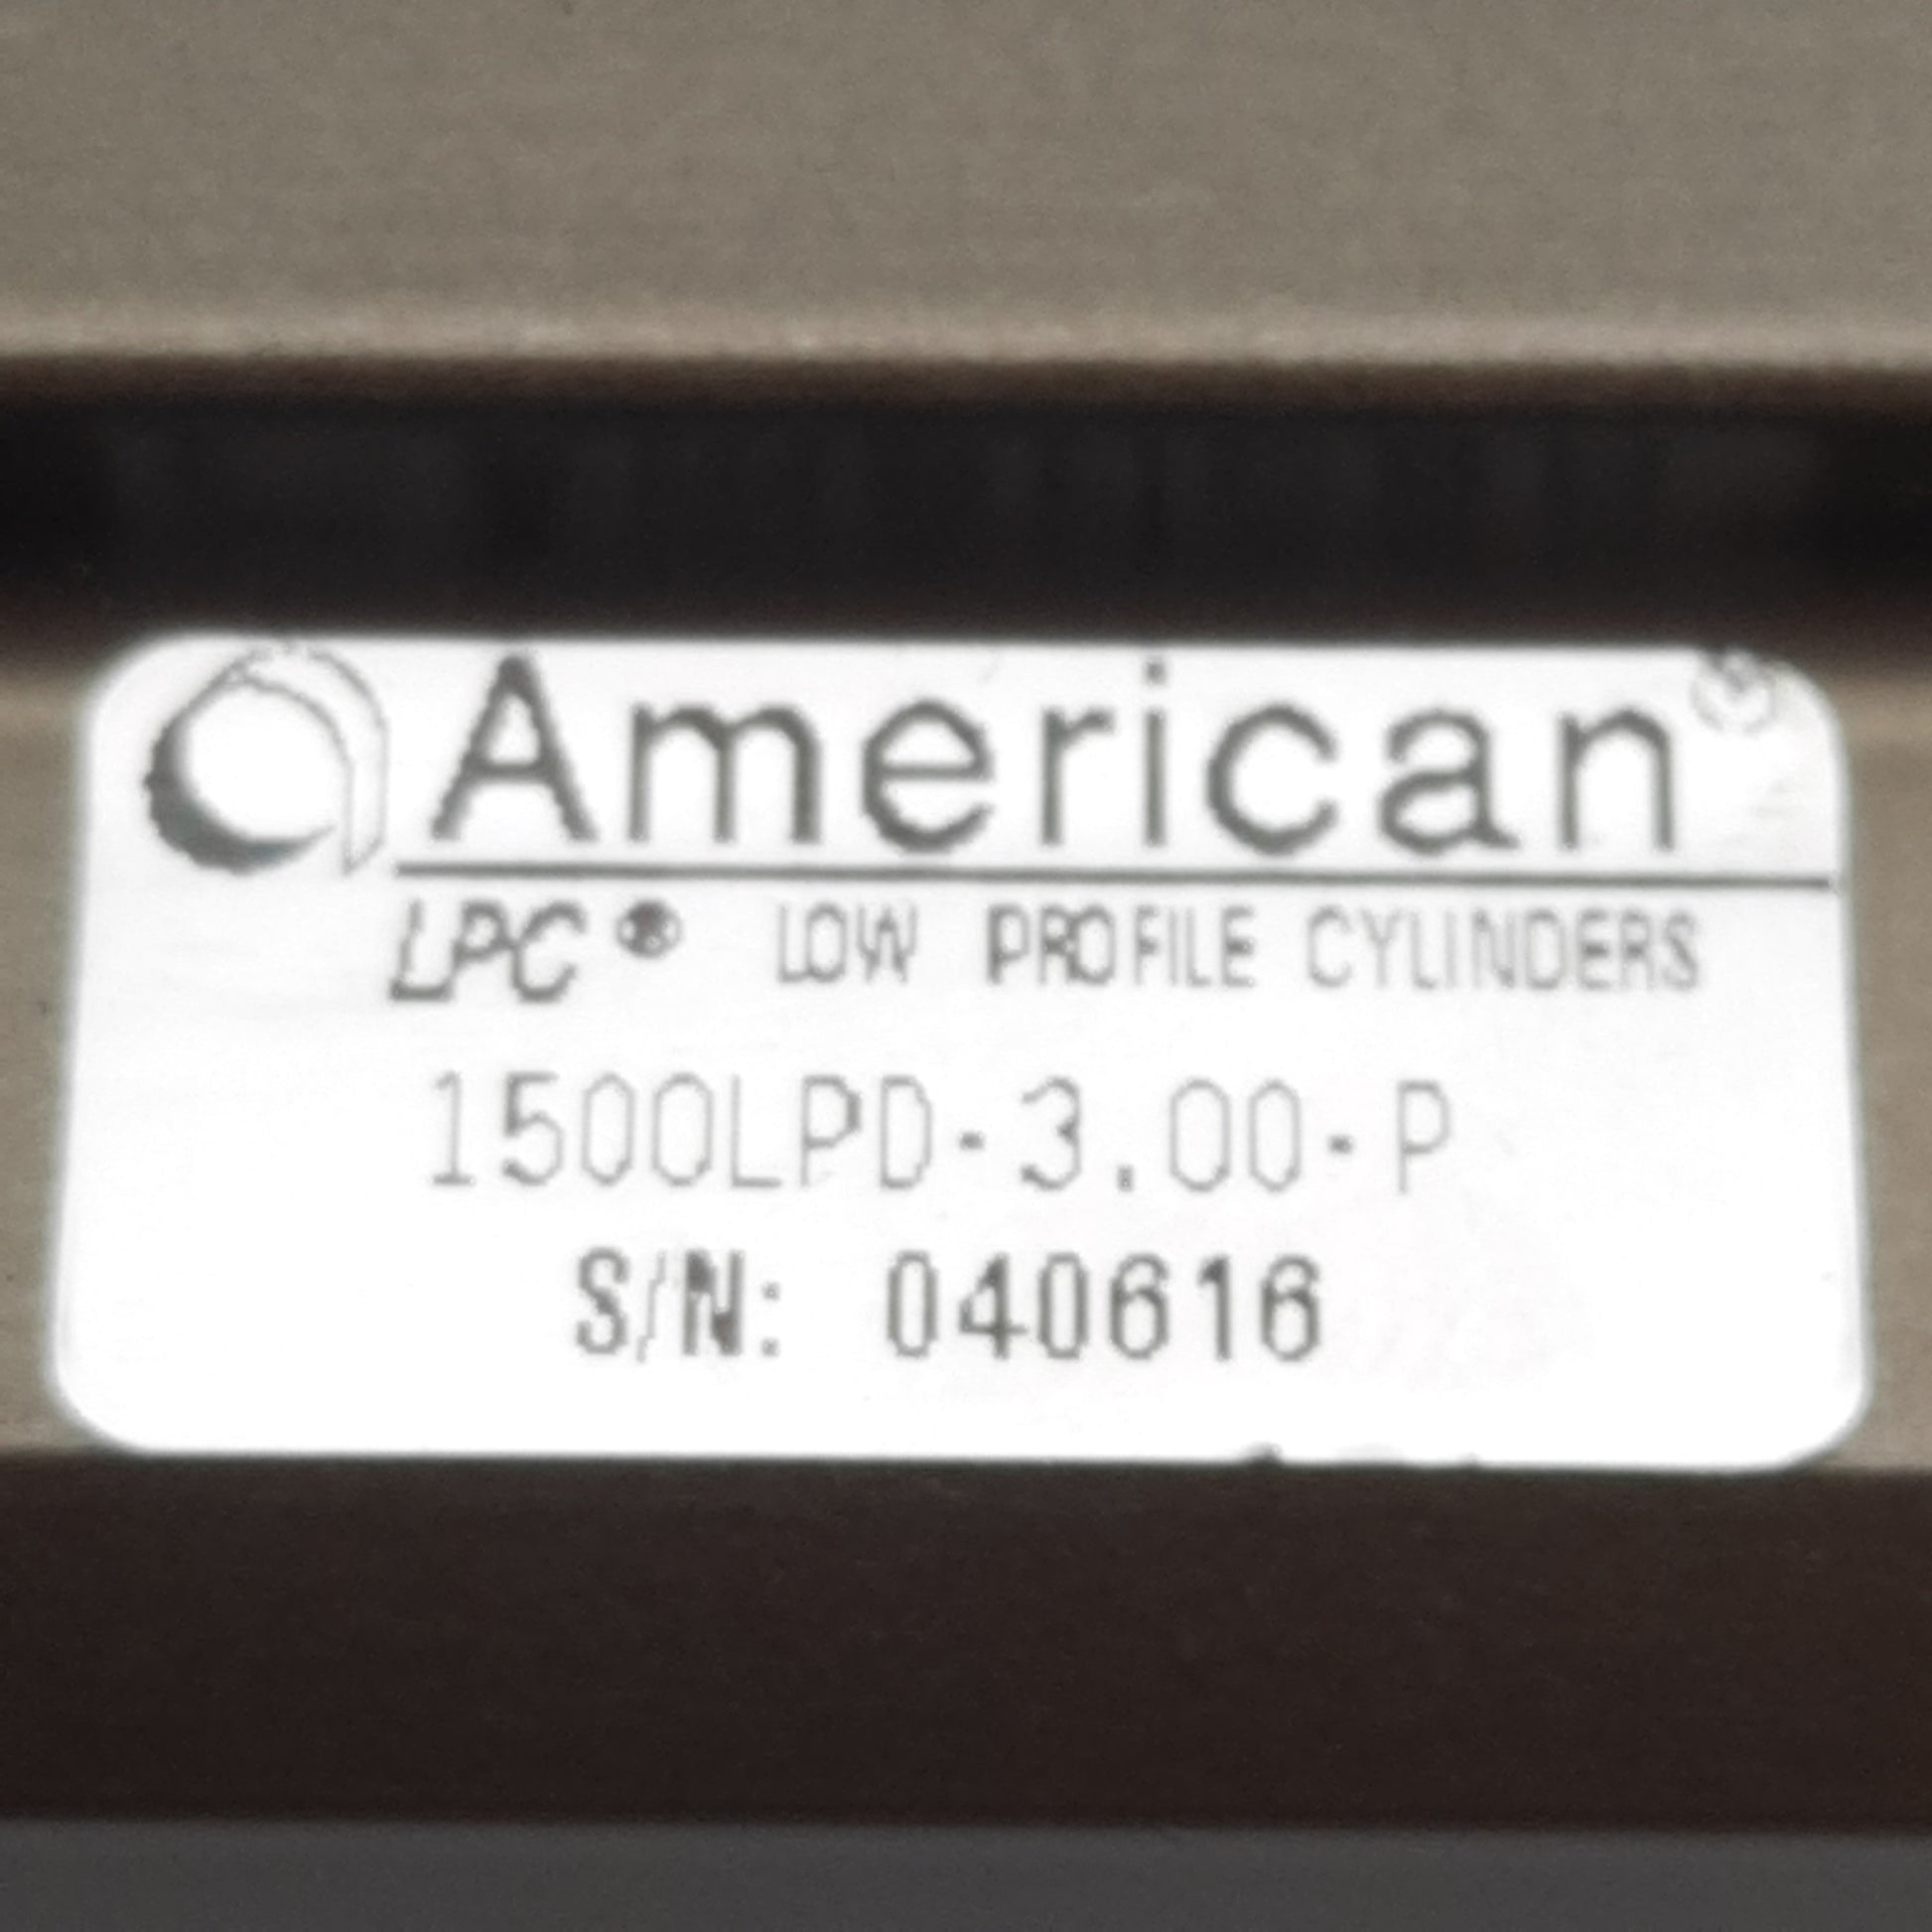 American®
LPC® LOW PROFILE CYLINDERS
1500LPD-3.00-P
S/N: 040616